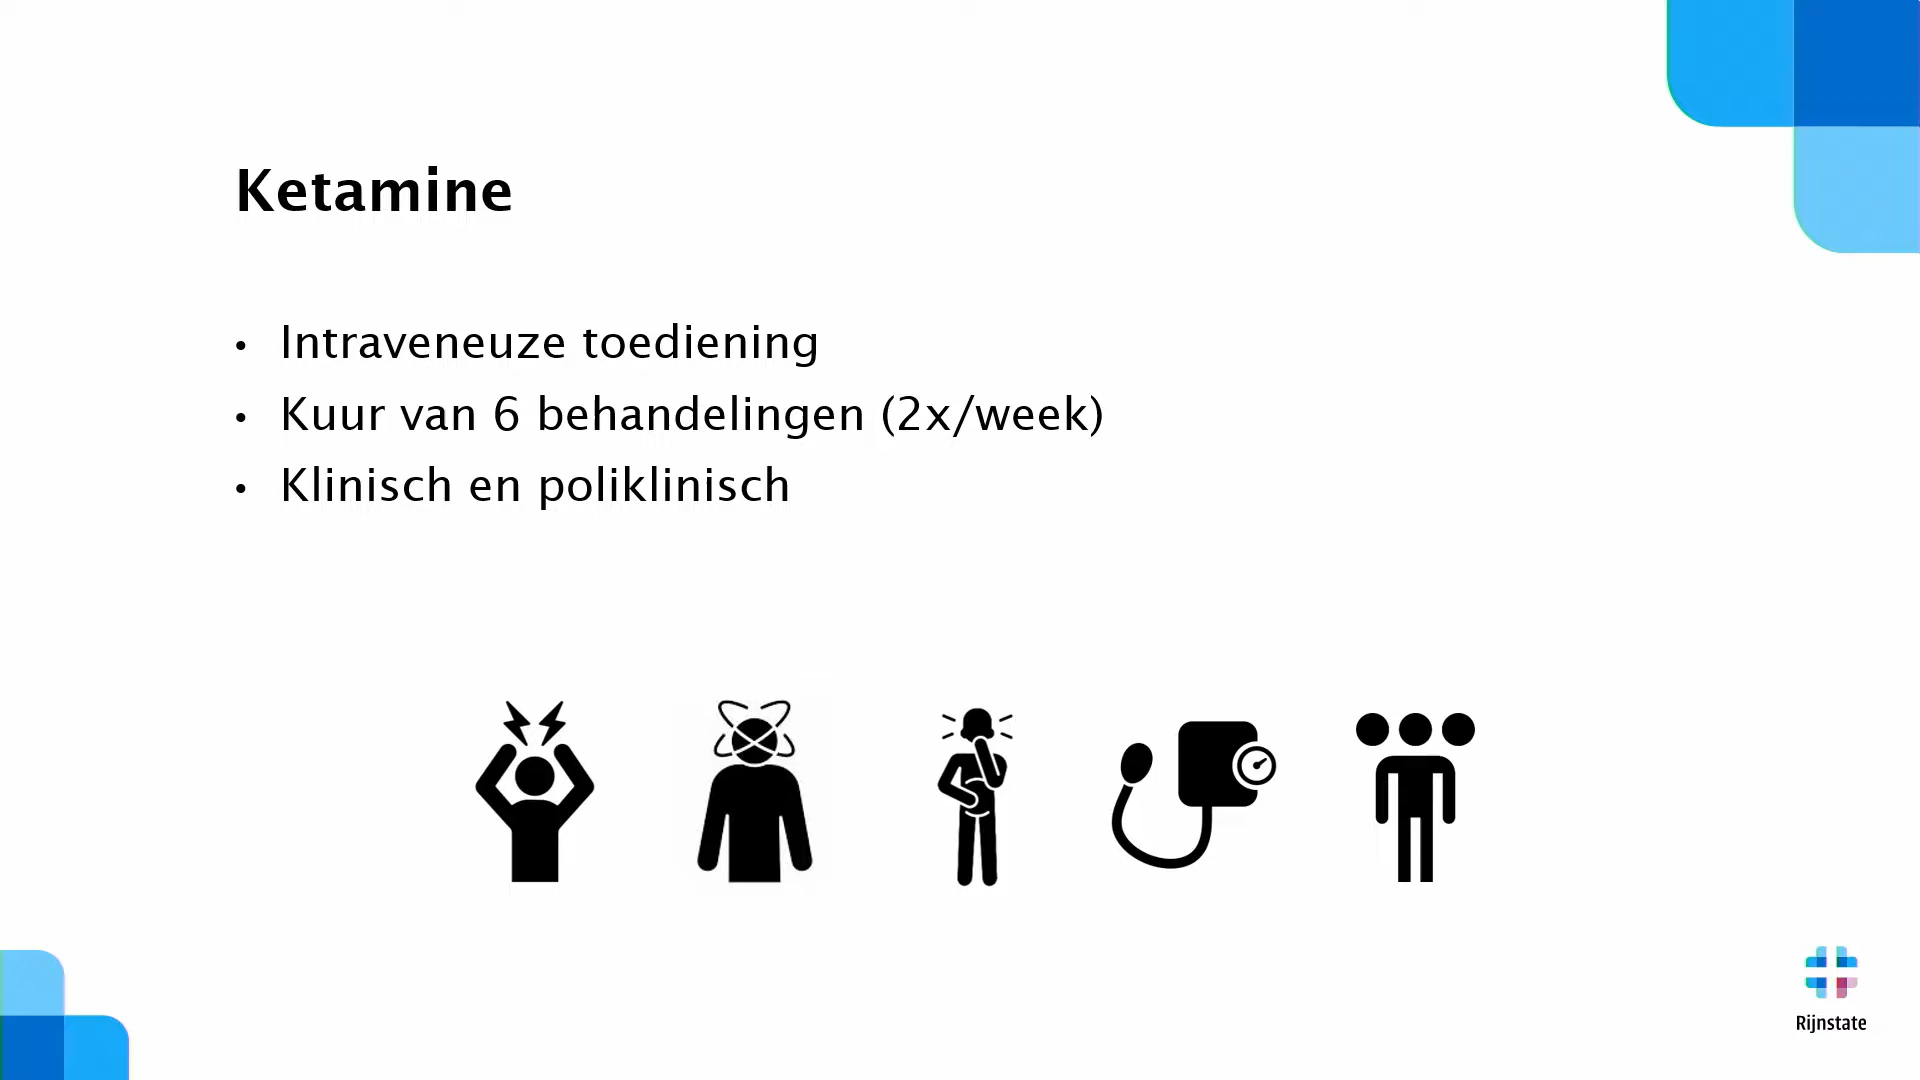 Ketamine
• Intraveneuze toediening
• Kuur van 6 behandelingen (2x/week)
• Klinisch en poliklinisch
Rijnstate